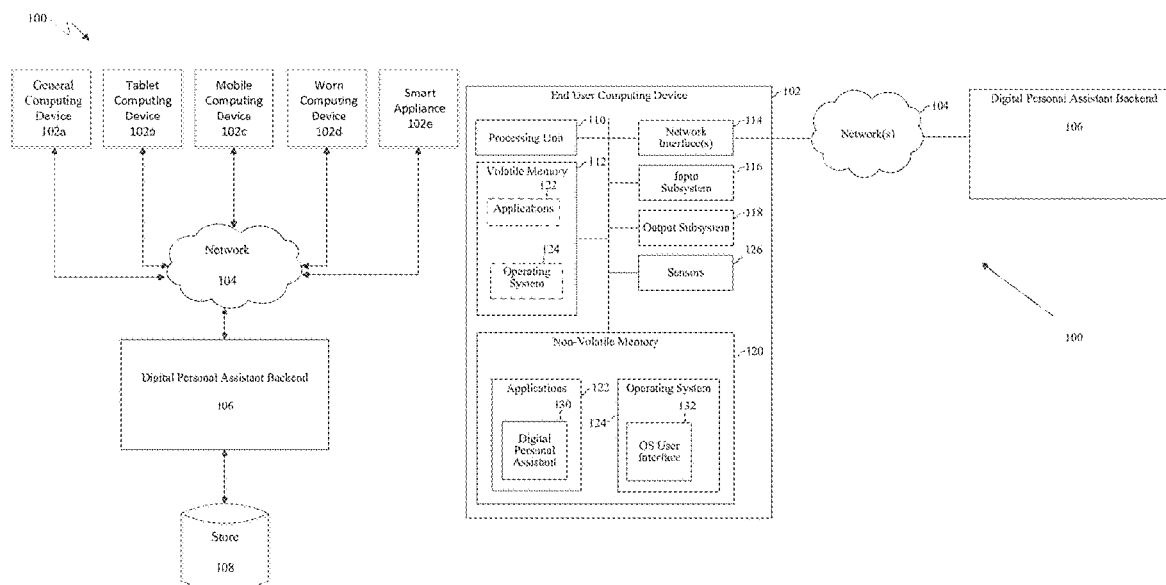 100
General
Computing
Device
102a
Tablet
Computing
Device
102b
Mobile
Computing
Device
102c
Worn
Computing
Device
102d
Smart
Appliance
102e
Network
104
Digital Personal Assistant Backend
106
Store
108
End User Computing Device
102
Processing Unit
110
Volatile Memory
112
122
Applications
124
Operating
System
Network
Interface(s)
114
Input
Subsystem
116
Output Subsystem
118
Sensors
126
Non-Volatile Memory
120
Applications
122
130
Digital
Personal
Assistant
Operating System
124
132
OS User
Interface
104
Network(s)
Digital Personal Assistant Backend
106
100